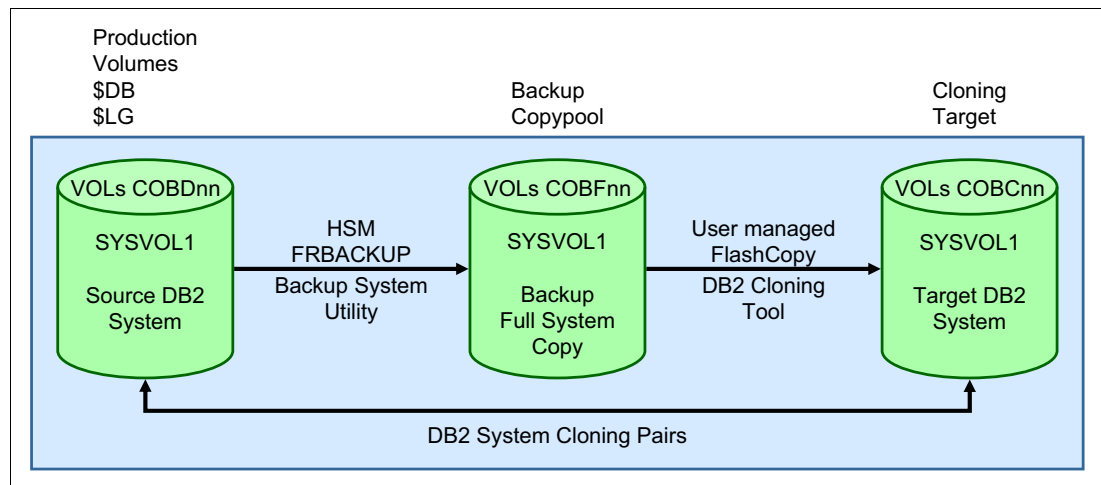 Production
Volumes
$DB
$LG
Backup
Copypool
Cloning
Target
VOLs COBDnn
SYSVOL1
Source DB2
System
HSM
FRBACKUP
Backup System
Utility
VOLs COBFnn
SYSVOL1
Backup
Full System
Copy
User managed
FlashCopy
DB2 Cloning
Tool
VOLs COBCnn
SYSVOL1
Target DB2
System
DB2 System Cloning Pairs